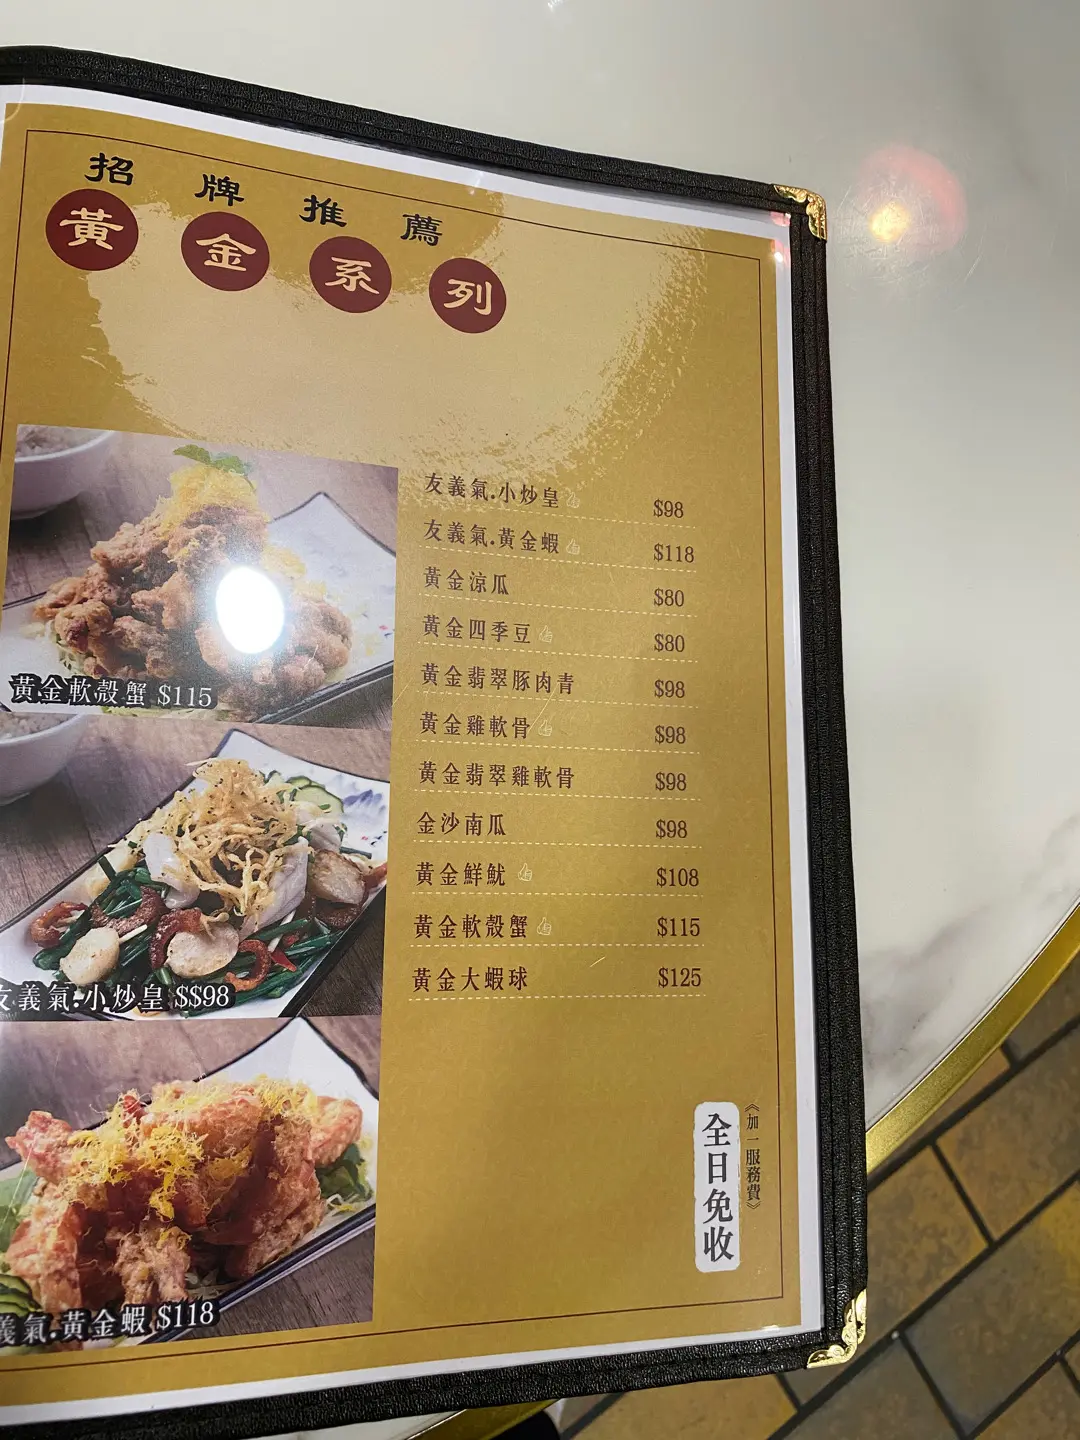 招牌推薦
黃金系列
友義氣.小炒皇 $98
友義氣.黃金蝦 $118
黃金涼瓜 $80
黃金四季豆 $80
黃金翡翠豚肉青 $98
黃金雞軟骨 $98
黃金翡翠雞軟骨 $98
金沙南瓜 $98
黃金鮮魷 $108
黃金軟殼蟹 $115
黃金大蝦球 $125
黃金軟殼蟹 $115
友義氣.小炒皇 $$98
義氣.黃金蝦 $118
《加一服務費》
全日免收